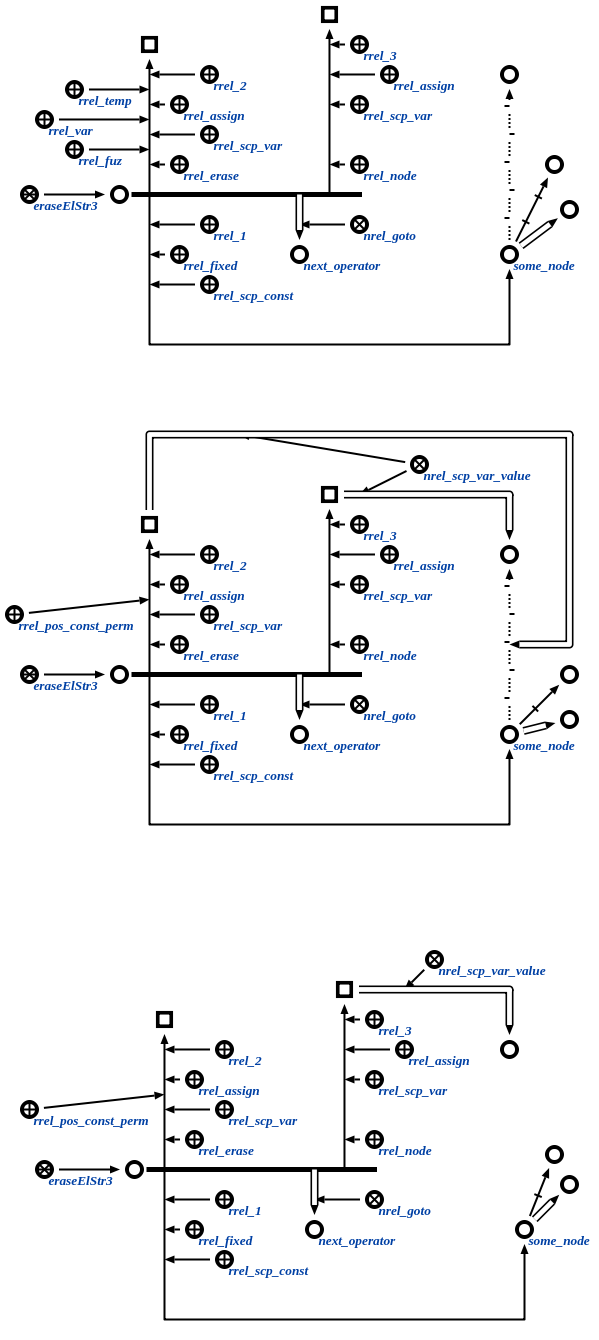 rrel_3
rrel_2
rrel_assign
rrel_temp
rrel_assign
rrel_scp_var
rrel_var
rrel_scp_var
rrel_fuz
rrel_erase
rrel_node
eraseElStr3
rrel_1
nrel_goto
rrel_fixed
next_operator
some_node
rrel_scp_const
nrel_scp_var_value
rrel_3
rrel_2
rrel_assign
rrel_assign
rrel_scp_var
rrel_pos_const_perm
rrel_scp_var
rrel_erase
rrel_node
eraseElStr3
rrel_1
nrel_goto
rrel_fixed
next_operator
some_node
rrel_scp_const
nrel_scp_var_value
rrel_3
rrel_2
rrel_assign
rrel_assign
rrel_scp_var
rrel_pos_const_perm
rrel_scp_var
rrel_erase
rrel_node
eraseElStr3
rrel_1
nrel_goto
rrel_fixed
next_operator
some_node
rrel_scp_const